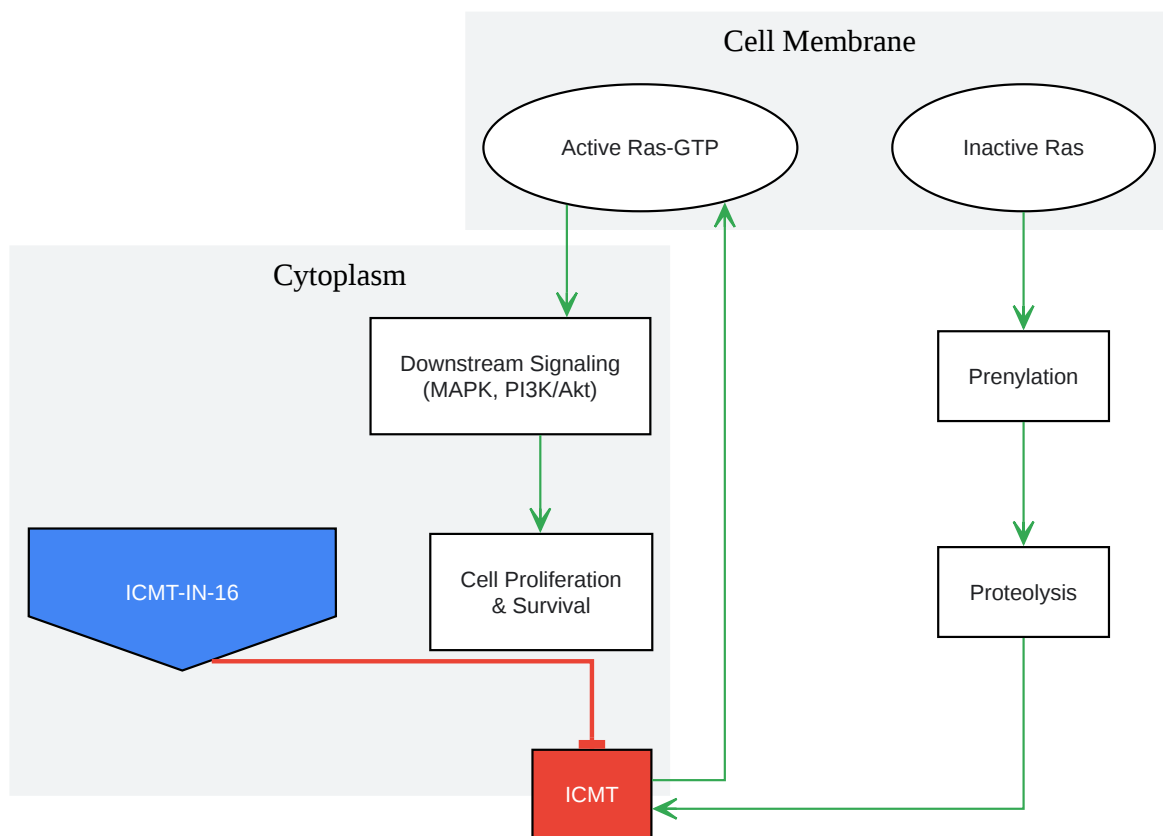 Cell Membrane
Active Ras-GTP
Inactive Ras
Cytoplasm
Downstream Signaling
(MAPK, PI3K/Akt)
Prenylation
ICMT-IN-16
Cell Proliferation
& Survival
Proteolysis
ICMT